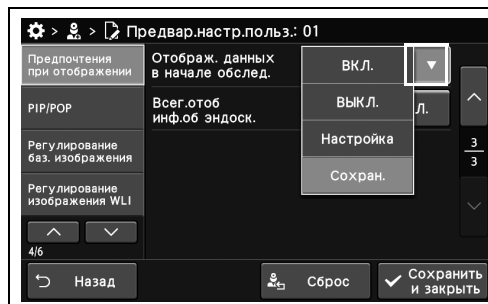 > > Предвар.настр.польз.: 01
Предпочтения
при отображении
Отображ. данных
в начале обслед.
ВКЛ.
PIP/POP
Всег.отоб
инф.об эндоск.
ВЫКЛ.
Л.
Регулирование
баз. изображения
Настройка
3
3
Регулирование
изображения WLI
Сохран.
4/6
Назад
Сброс
Сохранить
и закрыть